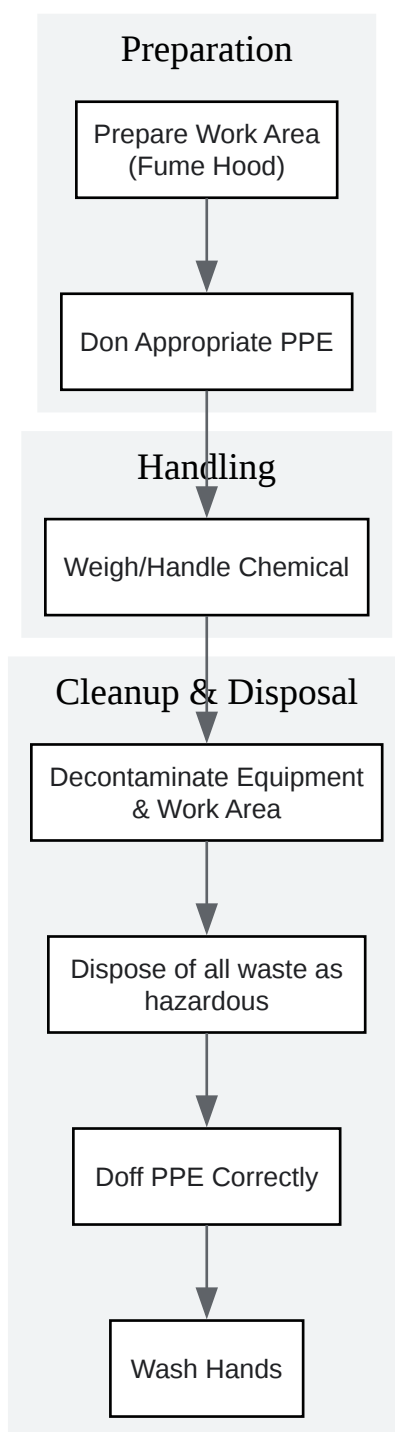 Preparation
Prepare Work Area
(Fume Hood)
Don Appropriate PPE
Handling
Weigh/Handle Chemical
Cleanup & Disposal
Decontaminate Equipment
& Work Area
Dispose of all waste as
hazardous
Doff PPE Correctly
Wash Hands